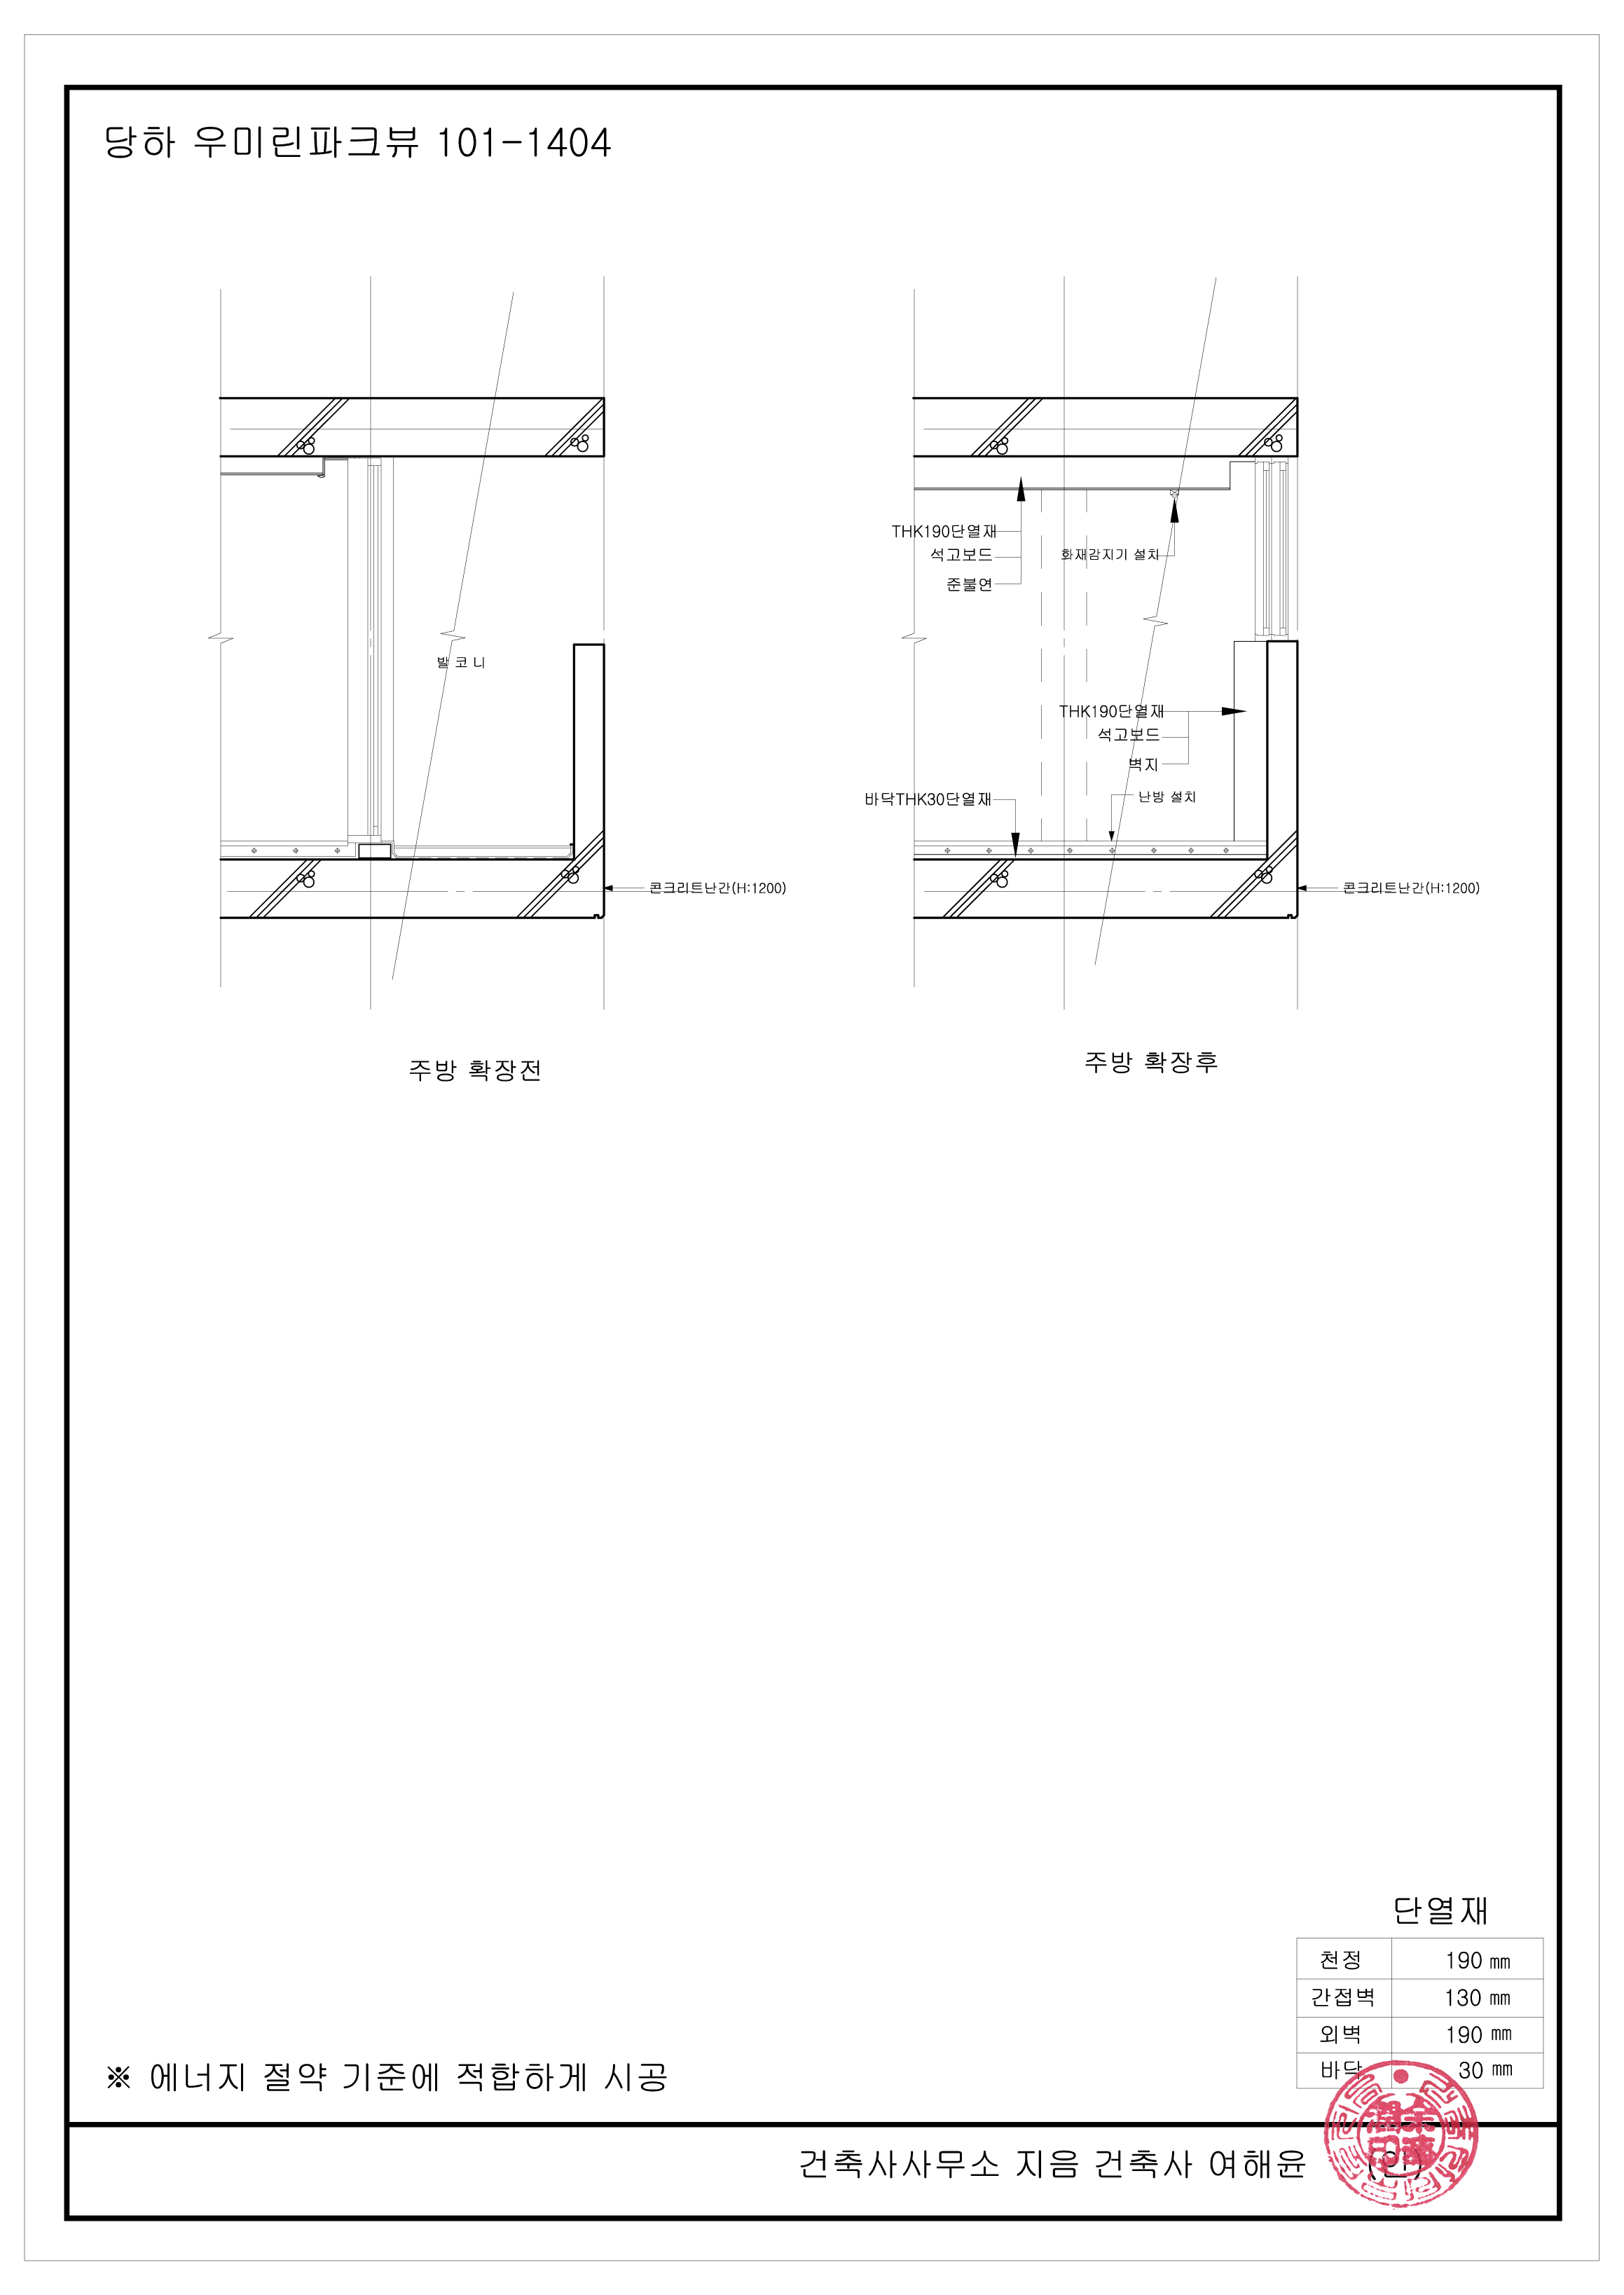 당하 우미린파크뷰 101-1404
발 코 니
콘크리트난간(H:1200)
주방 확장전
THK190단열재
석고보드
준불연
화재감지기 설치
THK190단열재
석고보드
벽지
바닥THK30단열재
난방 설치
콘크리트난간(H:1200)
주방 확장후
단열재
천정 190 ㎜
간접벽 130 ㎜
외벽 190 ㎜
바닥 30 ㎜
※ 에너지 절약 기준에 적합하게 시공
건축사사무소 지음 건축사 여해윤 (인)